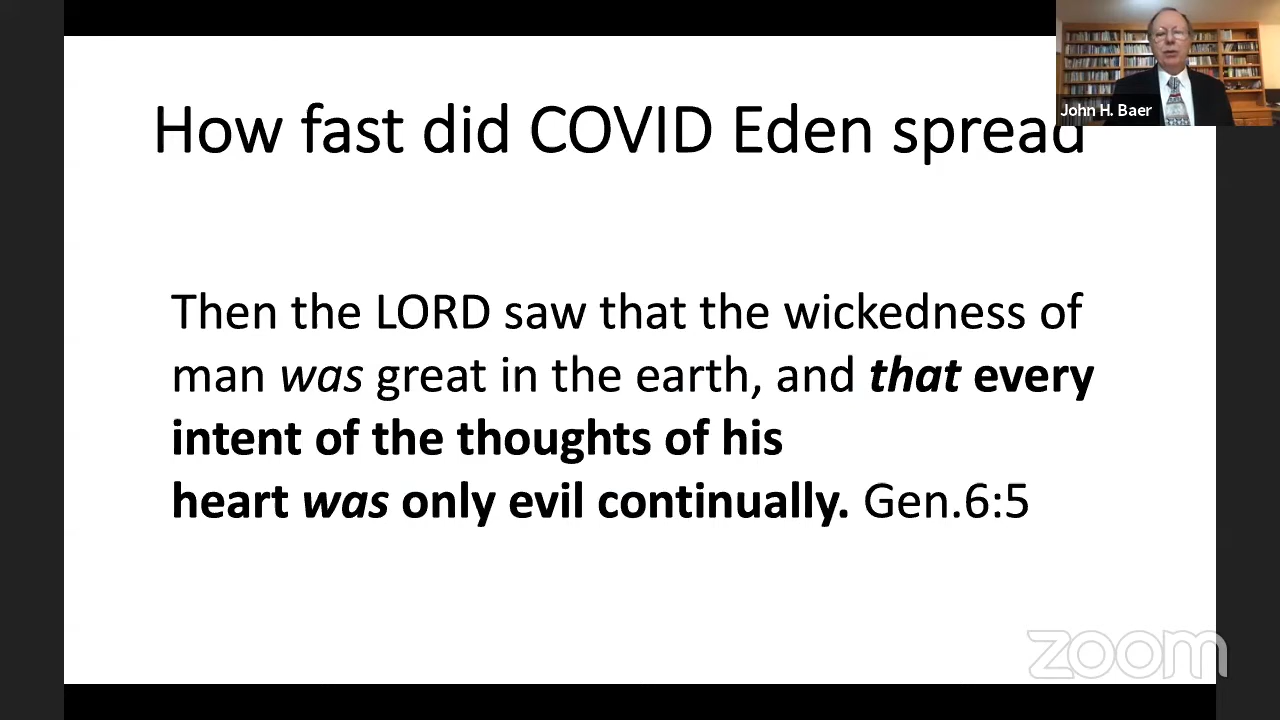 How fast did COVID Eden spread
John H. Baer
Then the LORD saw that the wickedness of
man was great in the earth, and that every
intent of the thoughts of his
heart was only evil continually. Gen.6:5
zoom